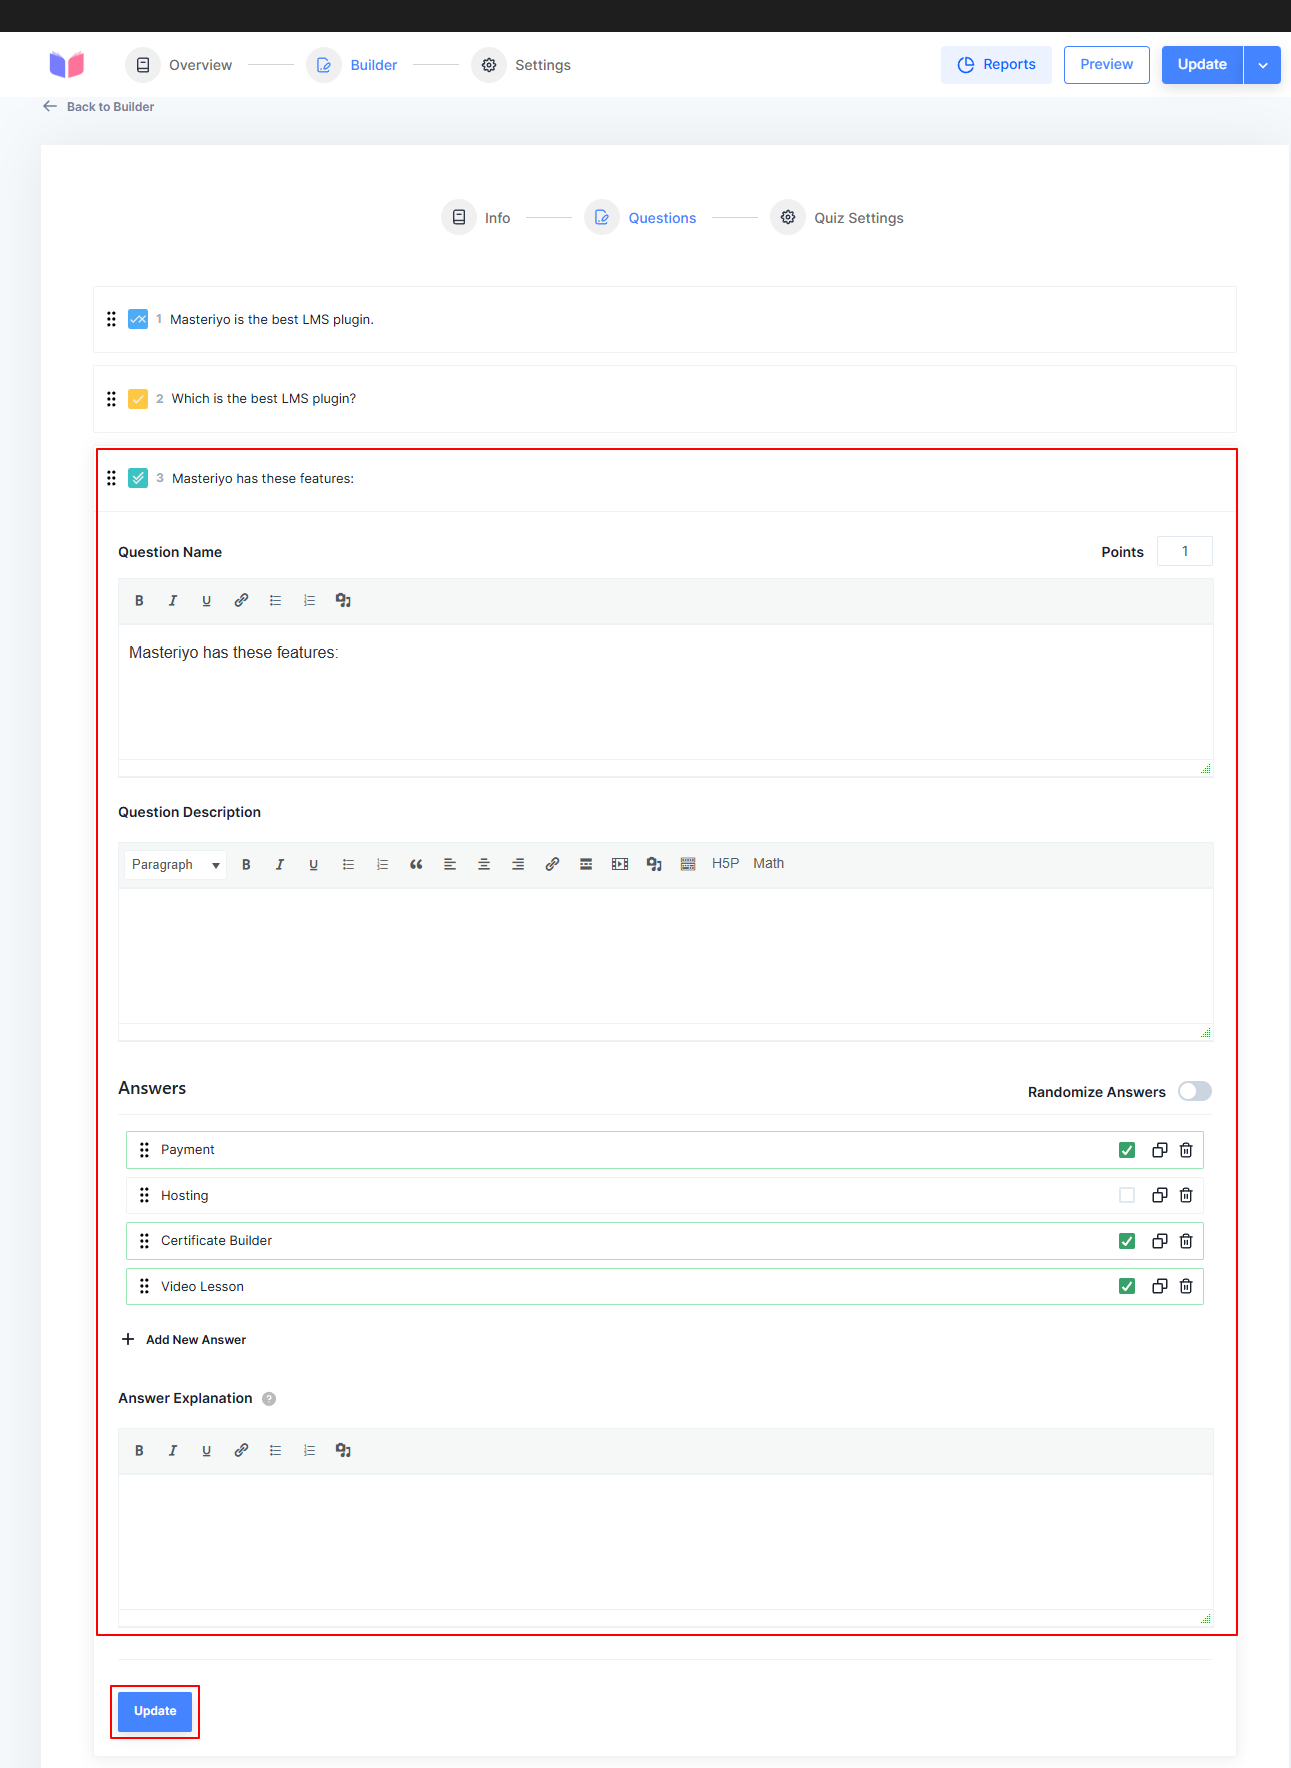 Overview Builder Settings Reports Preview Update
Back to Builder
Info Questions Quiz Settings
1 Masteriyo is the best LMS plugin.
2 Which is the best LMS plugin?
3 Masteriyo has these features:
Question Name Points 1
B I U
Masteriyo has these features:
Question Description
Paragraph B I U H5P Math
Answers Randomize Answers
Payment
Hosting
Certificate Builder
Video Lesson
Add New Answer
Answer Explanation ?
B I U
Update